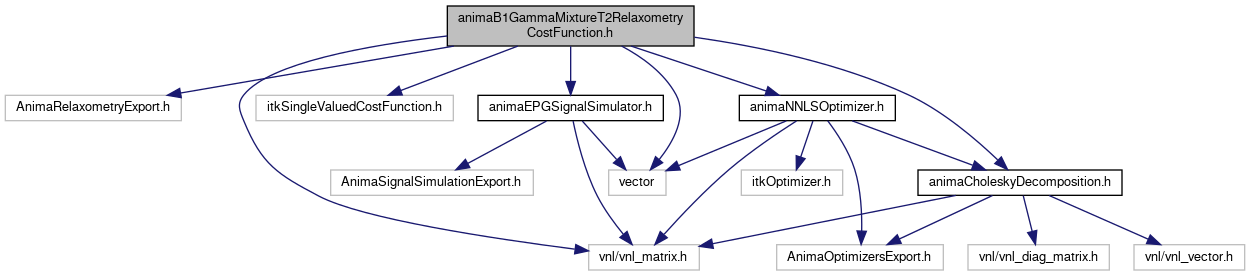 animaB1GammaMixtureT2Relaxometry
CostFunction.h
AnimaRelaxometryExport.h
itkSingleValuedCostFunction.h
animaEPGSignalSimulator.h
animaNNLSOptimizer.h
AnimaSignalSimulationExport.h
vector
itkOptimizer.h
animaCholeskyDecomposition.h
vnl/vnl_matrix.h
AnimaOptimizersExport.h
vnl/vnl_diag_matrix.h
vnl/vnl_vector.h